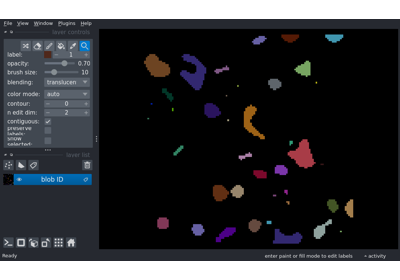 File View Window Plugins Help
layer controls
label: 1
opacity: 0.70
brush size: 10
blending: translucen
color mode: auto
contour: 0
n edit dim: 2
contiguous:
preserve
labels:
show
selected:
layer list
blob ID
Ready enter paint or fill mode to edit labels activity